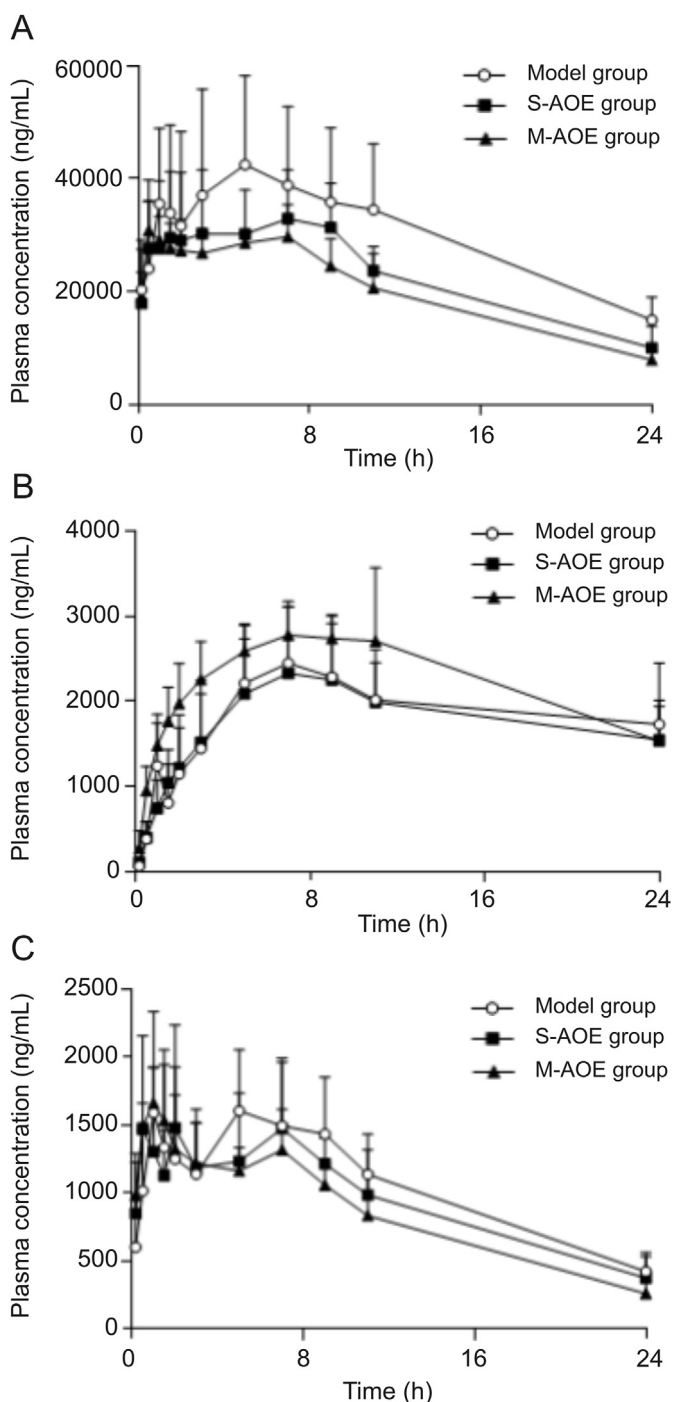 A
Plasma concentration (ng/mL)
60000
40000
20000
0
Model group
S-AOE group
M-AOE group
0 8 16 24
Time (h)
B
Plasma concentration (ng/mL)
4000
3000
2000
1000
0
Model group
S-AOE group
M-AOE group
0 8 16 24
Time (h)
C
Plasma concentration (ng/mL)
2500
2000
1500
1000
500
0
Model group
S-AOE group
M-AOE group
0 8 16 24
Time (h)